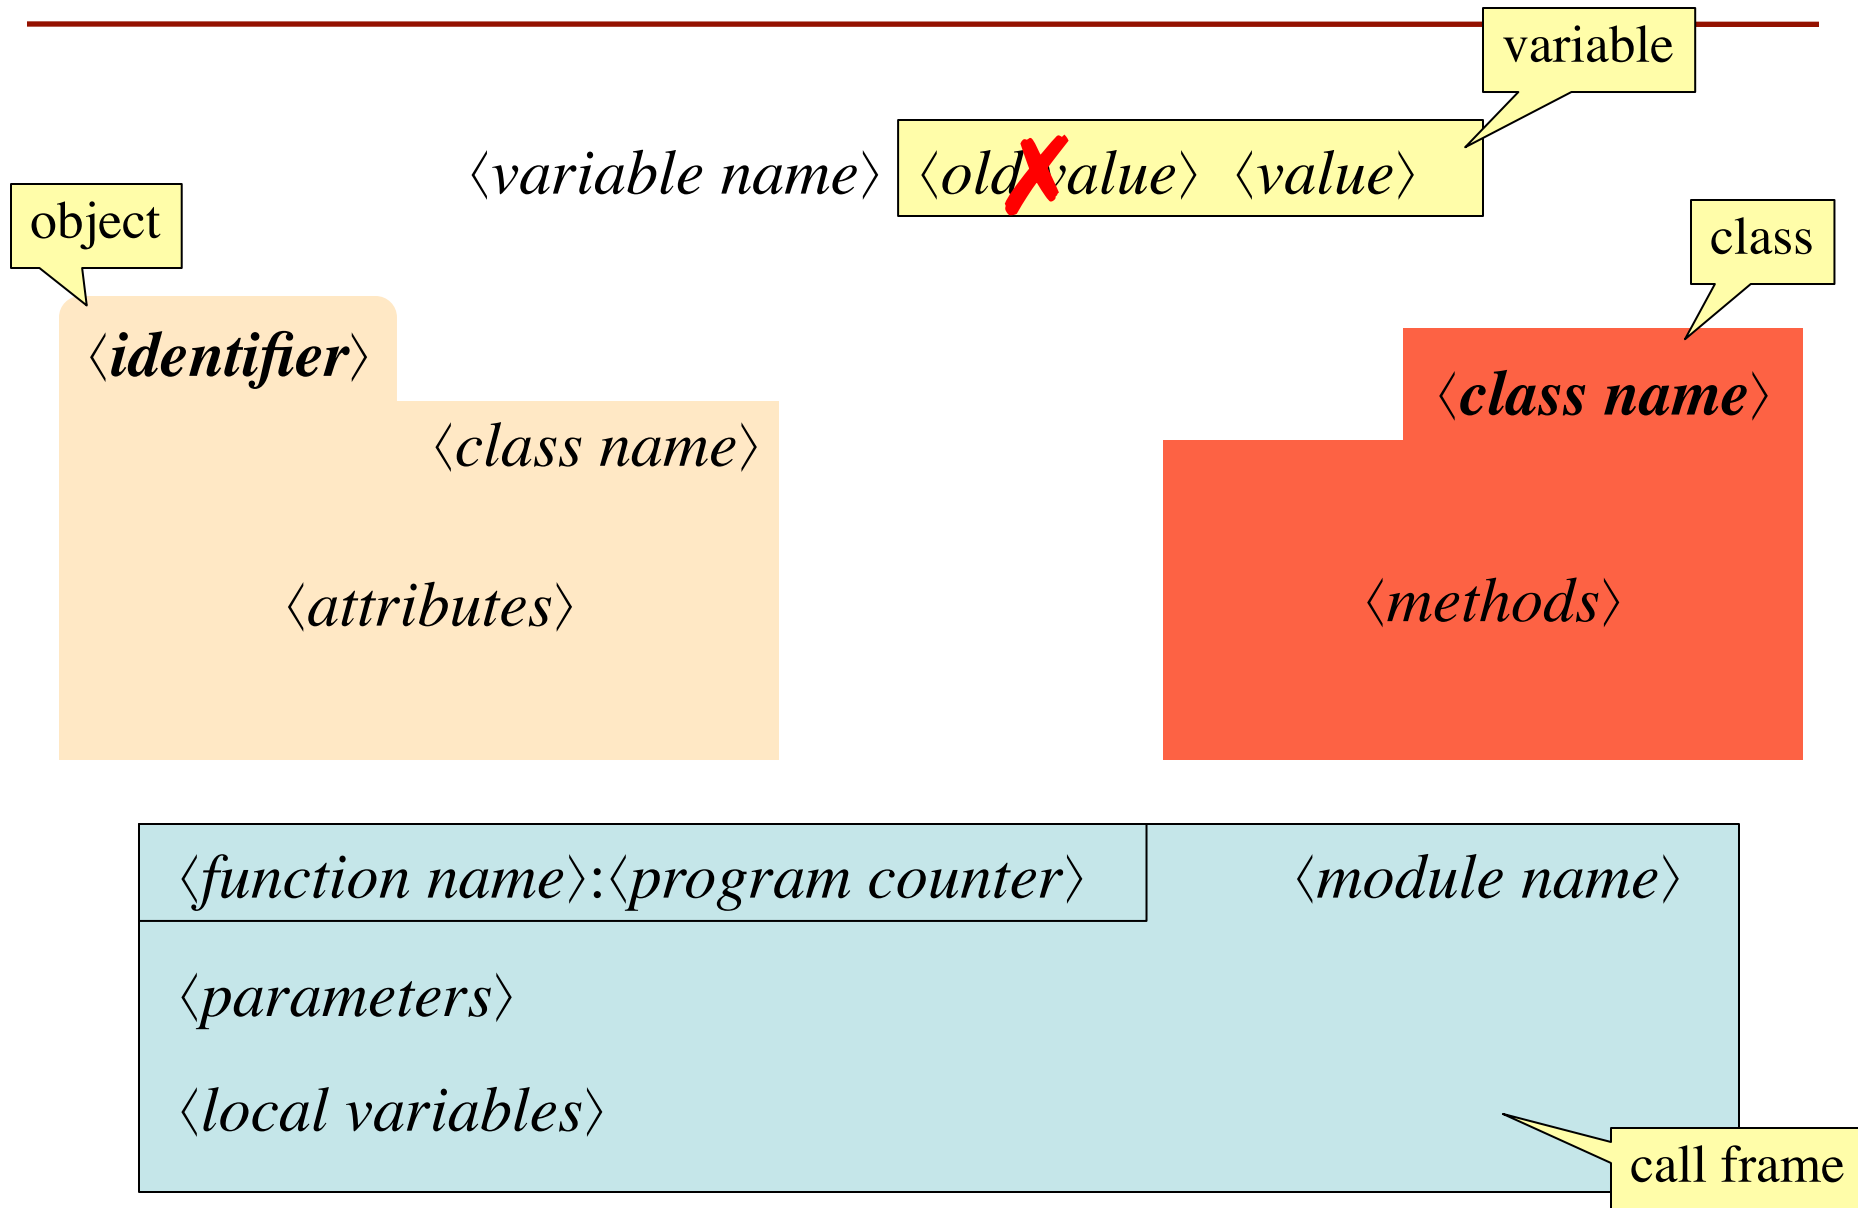 variable
⟨variable name⟩ ⟨old value⟩ ⟨value⟩
object
class
⟨identifier⟩
⟨class name⟩
⟨attributes⟩
⟨class name⟩
⟨methods⟩
⟨function name⟩:⟨program counter⟩ ⟨module name⟩
⟨parameters⟩
⟨local variables⟩
call frame